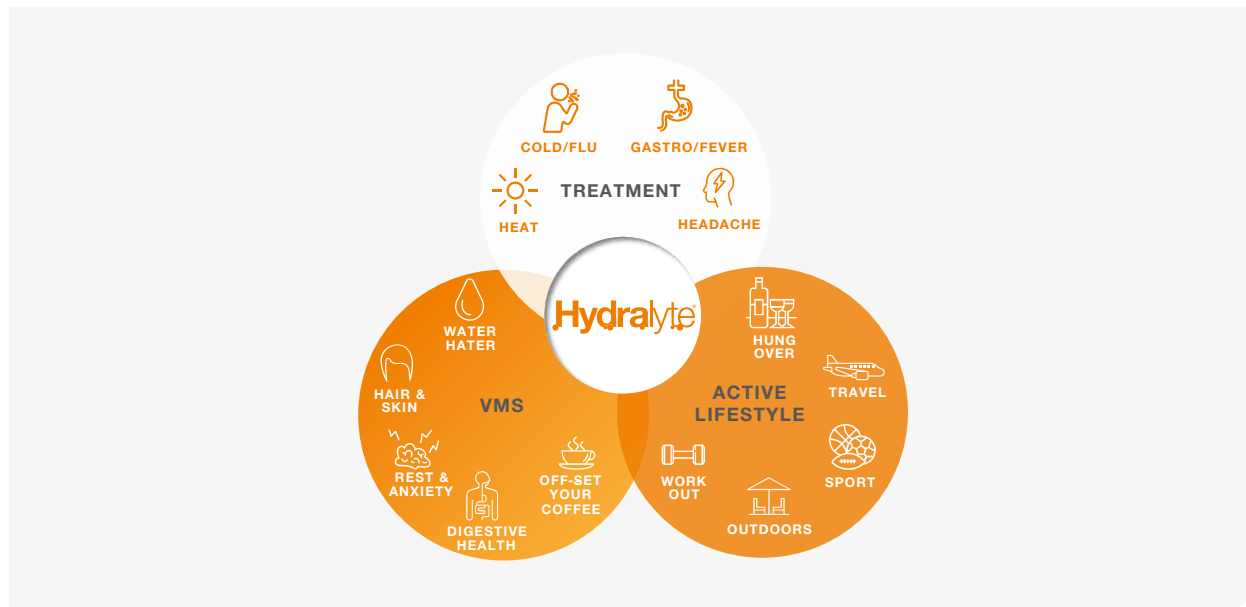 COLD/FLU
GASTRO/FEVER
TREATMENT
HEAT
HEADACHE
Hydralyte®
WATER
HATER
HAIR &
SKIN
VMS
REST &
ANXIETY
OFF-SET
YOUR
COFFEE
DIGESTIVE
HEALTH
HUNG
OVER
TRAVEL
ACTIVE
LIFESTYLE
WORK
OUT
SPORT
OUTDOORS